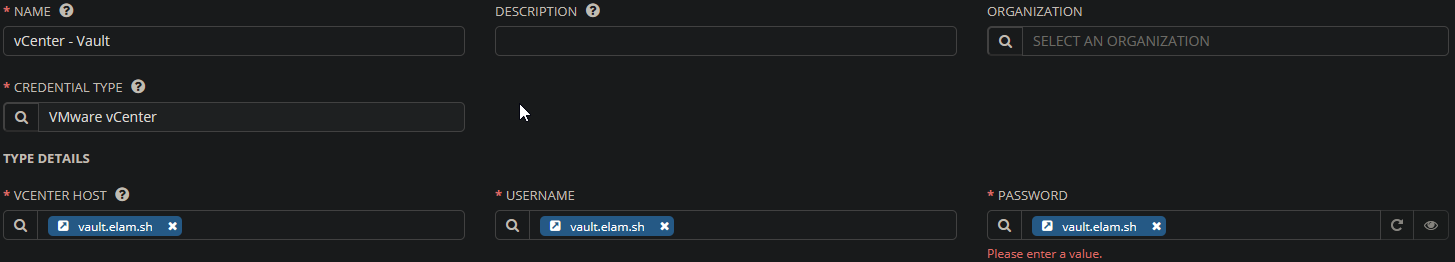 * NAME ?
DESCRIPTION ?
ORGANIZATION
vCenter - Vault
SELECT AN ORGANIZATION
* CREDENTIAL TYPE ?
VMware vCenter
TYPE DETAILS
* VCENTER HOST ?
* USERNAME
* PASSWORD
vault.elam.sh
vault.elam.sh
vault.elam.sh
Please enter a value.